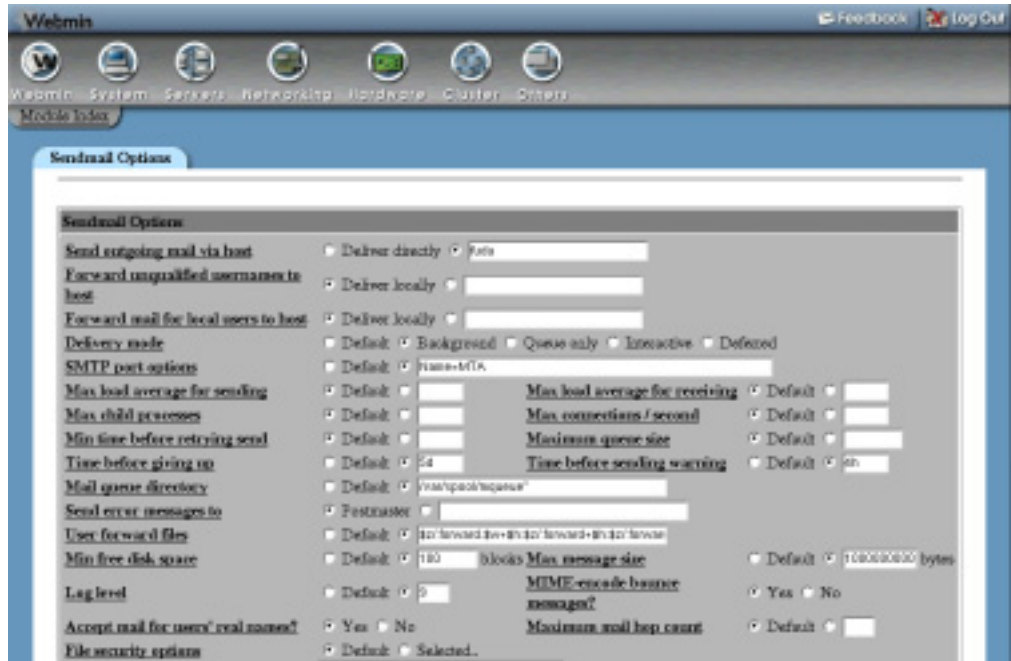 Webmin
Feedback Log Out
Webmin System Servers Networking Hardware Cluster Others
Module Index
Sendmail Options
Sendmail Options
Send outgoing mail via host Deliver directly
Forward unqualified usernames to host Deliver locally
Forward mail for local users to host Deliver locally
Delivery mode Default Background Queue only Interactive Deferred
SMTP port options Default Name=MTA
Max load average for sending Default Max load average for receiving Default
Max child processes Default Max connections / second Default
Min time before retrying send Default Maximum queue size Default
Time before giving up Default 5d Time before sending warning Default 4h
Mail queue directory Default /var/spool/mqueue*
Send error messages to Postmaster
User forward files Default
Min free disk space Default 100 blocks Max message size Default bytes
Log level Default 9 MIME-encode bounce messages? Yes No
Accept mail for users' real names? Yes No Maximum mail hop count Default
File security options Default Selected..